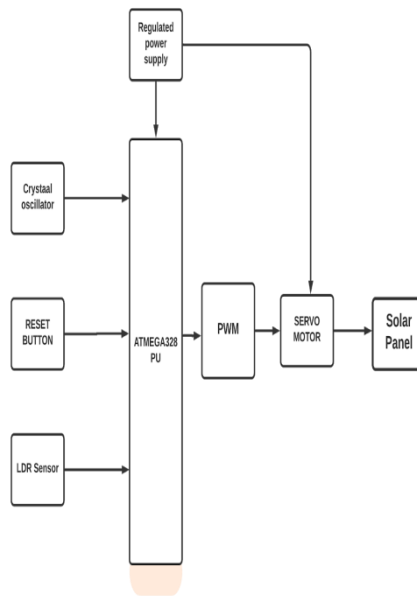 Regulated
power
supply
Crystaal
oscillator
RESET
BUTTON
ATMEGA328
PU
PWM
SERVO
MOTOR
Solar
Panel
LDR Sensor